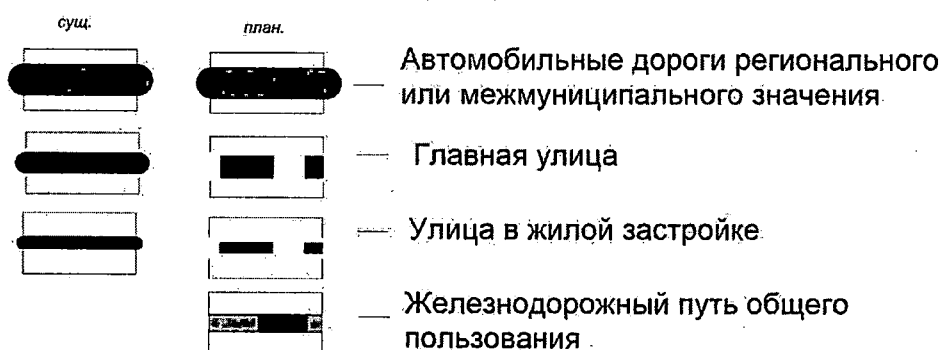 сущ. план.
Автомобильные дороги регионального
или межмуниципального значения
Главная улица
Улица в жилой застройке
Железнодорожный путь общего
пользования